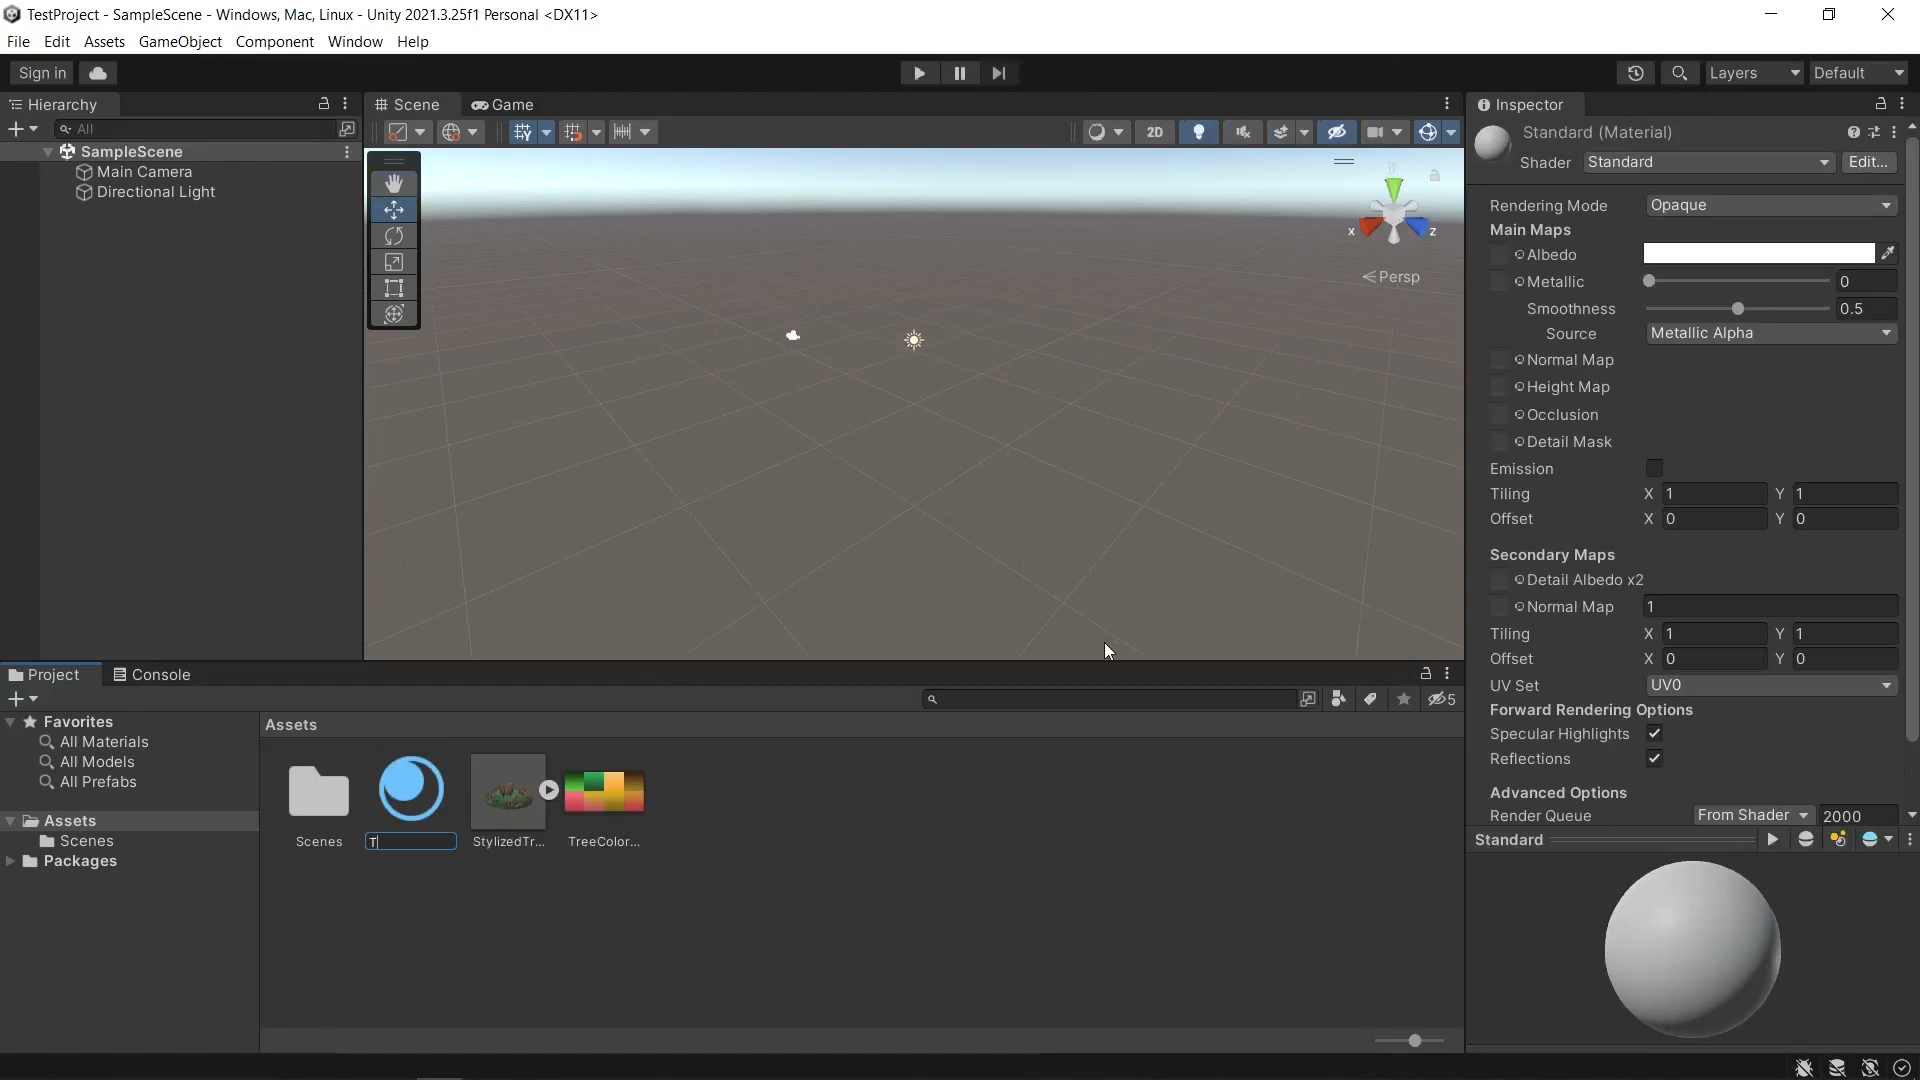 TestProject - SampleScene - Windows, Mac, Linux - Unity 2021.3.25f1 Personal <DX11>
File Edit Assets GameObject Component Window Help
Sign in
Layers
Default
Hierarchy
All
SampleScene
Main Camera
Directional Light
Scene
Game
2D
y
x
z
Persp
Inspector
Standard (Material)
Shader Standard Edit...
Rendering Mode Opaque
Main Maps
Albedo
Metallic 0
Smoothness 0.5
Source Metallic Alpha
Normal Map
Height Map
Occlusion
Detail Mask
Emission
Tiling X 1 Y 1
Offset X 0 Y 0
Secondary Maps
Detail Albedo x2
Normal Map 1
Tiling X 1 Y 1
Offset X 0 Y 0
UV Set UV0
Forward Rendering Options
Specular Highlights
Reflections
Advanced Options
Render Queue From Shader 2000
Standard
Project
Console
5
Favorites
All Materials
All Models
All Prefabs
Assets
Scenes
Packages
Assets
Scenes
T
StylizedTr...
TreeColor...